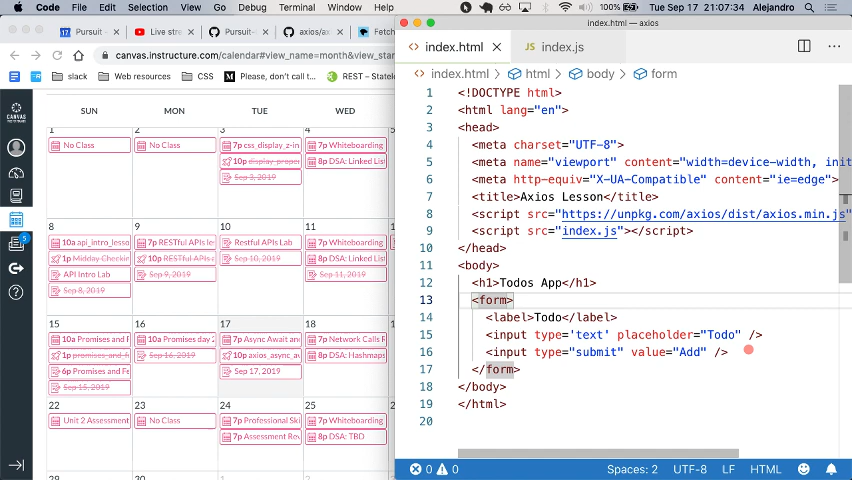 Code File Edit Selection View Go Debug Terminal Window Help 100% Tue Sep 17 21:07:34 Alejandro
Pursuit - Live stre Pursuit- axios/a Fetch
index.html — axios
canvas.instructure.com/calendar#view_name=month&view_star
slack Web resources CSS Please, don't call t... REST – Statele
index.html index.js
index.html > html > body > form
CANVAS
5
SUN MON TUE WED
1 2 3 4
No Class No Class 7p css_display_z-in 7p Whiteboarding
10p display_prope 8p DSA: Linked List
Sep 3, 2019
8 9 10 11
10a api_intro_lesso 9p RESTful APIs le Restful APIs Lab 7p Whiteboarding
1p Midday Checkin 10p RESTful APIs Sep 10, 2019 8p DSA: Linked List
API Intro Lab Sep 9, 2019 Sep 11, 2019
Sep 8, 2019
15 16 17 18
10a Promises and F 10a Promises day 2 7p Async Await and 7p Network Calls R
1p promises_and_fe Sep 16, 2019 10p axios_async_aw 8p DSA: Hashmaps
6p Promises and Fe Sep 17, 2019
Sep 15, 2019
22 23 24 25
Unit 2 Assessment No Class 7p Professional Ski 7p Whiteboarding
7p Assessment Rev 8p DSA: TBD
29 30 1 2
1 <!DOCTYPE html>
2 <html lang="en">
3 <head>
4 <meta charset="UTF-8">
5 <meta name="viewport" content="width=device-width, init
6 <meta http-equiv="X-UA-Compatible" content="ie=edge">
7 <title>Axios Lesson</title>
8 <script src="https://unpkg.com/axios/dist/axios.min.js"
9 <script src="index.js"></script>
10 </head>
11 <body>
12 <h1>Todos App</h1>
13 <form>
14 <label>Todo</label>
15 <input type='text' placeholder="Todo" />
16 <input type="submit" value="Add" />
17 </form>
18 </body>
19 </html>
20
0 0 Spaces: 2 UTF-8 LF HTML